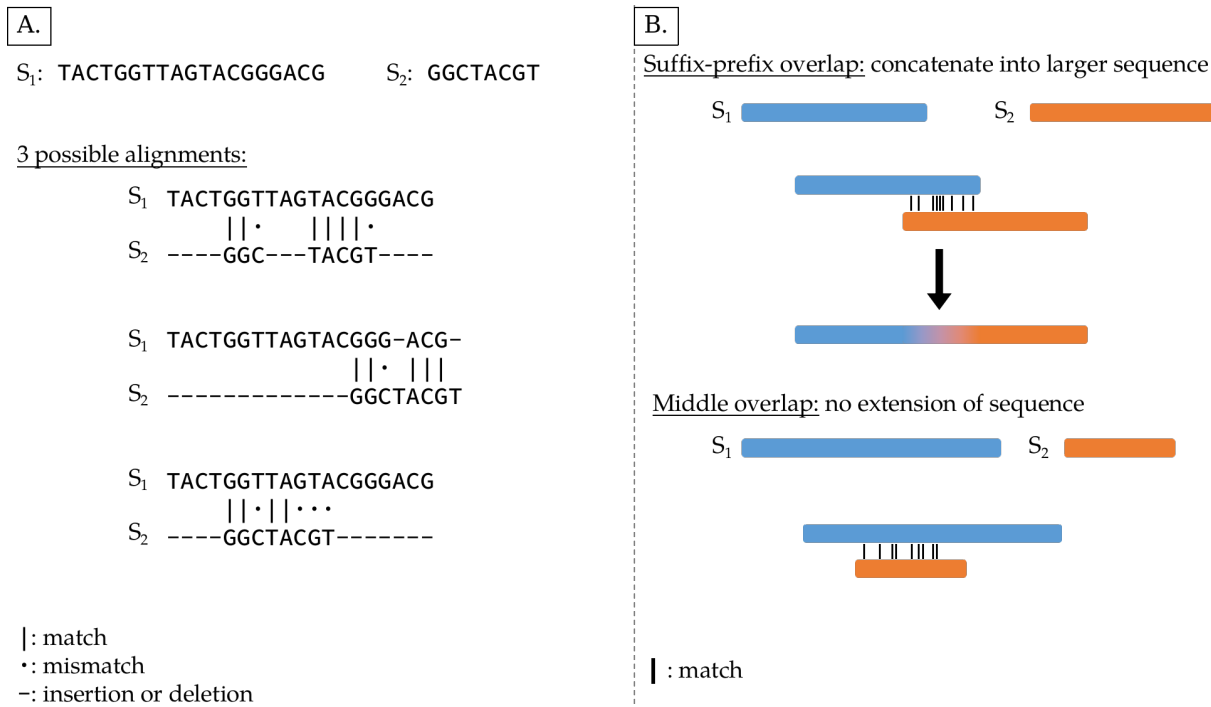 A.
S1: TACTGGTTAGTACGGGACG S2: GGCTACGT
3 possible alignments:
S1 TACTGGTTAGTACGGGACG
||· ||||·
S2 ----GGC---TACGT----
S1 TACTGGTTAGTACGGG-ACG-
||· |||
S2 -------------GGCTACGT
S1 TACTGGTTAGTACGGGACG
||·||···
S2 ----GGCTACGT-------
|: match
·: mismatch
–: insertion or deletion
B.
Suffix-prefix overlap: concatenate into larger sequence
S1 S2
Middle overlap: no extension of sequence
S1 S2
| : match